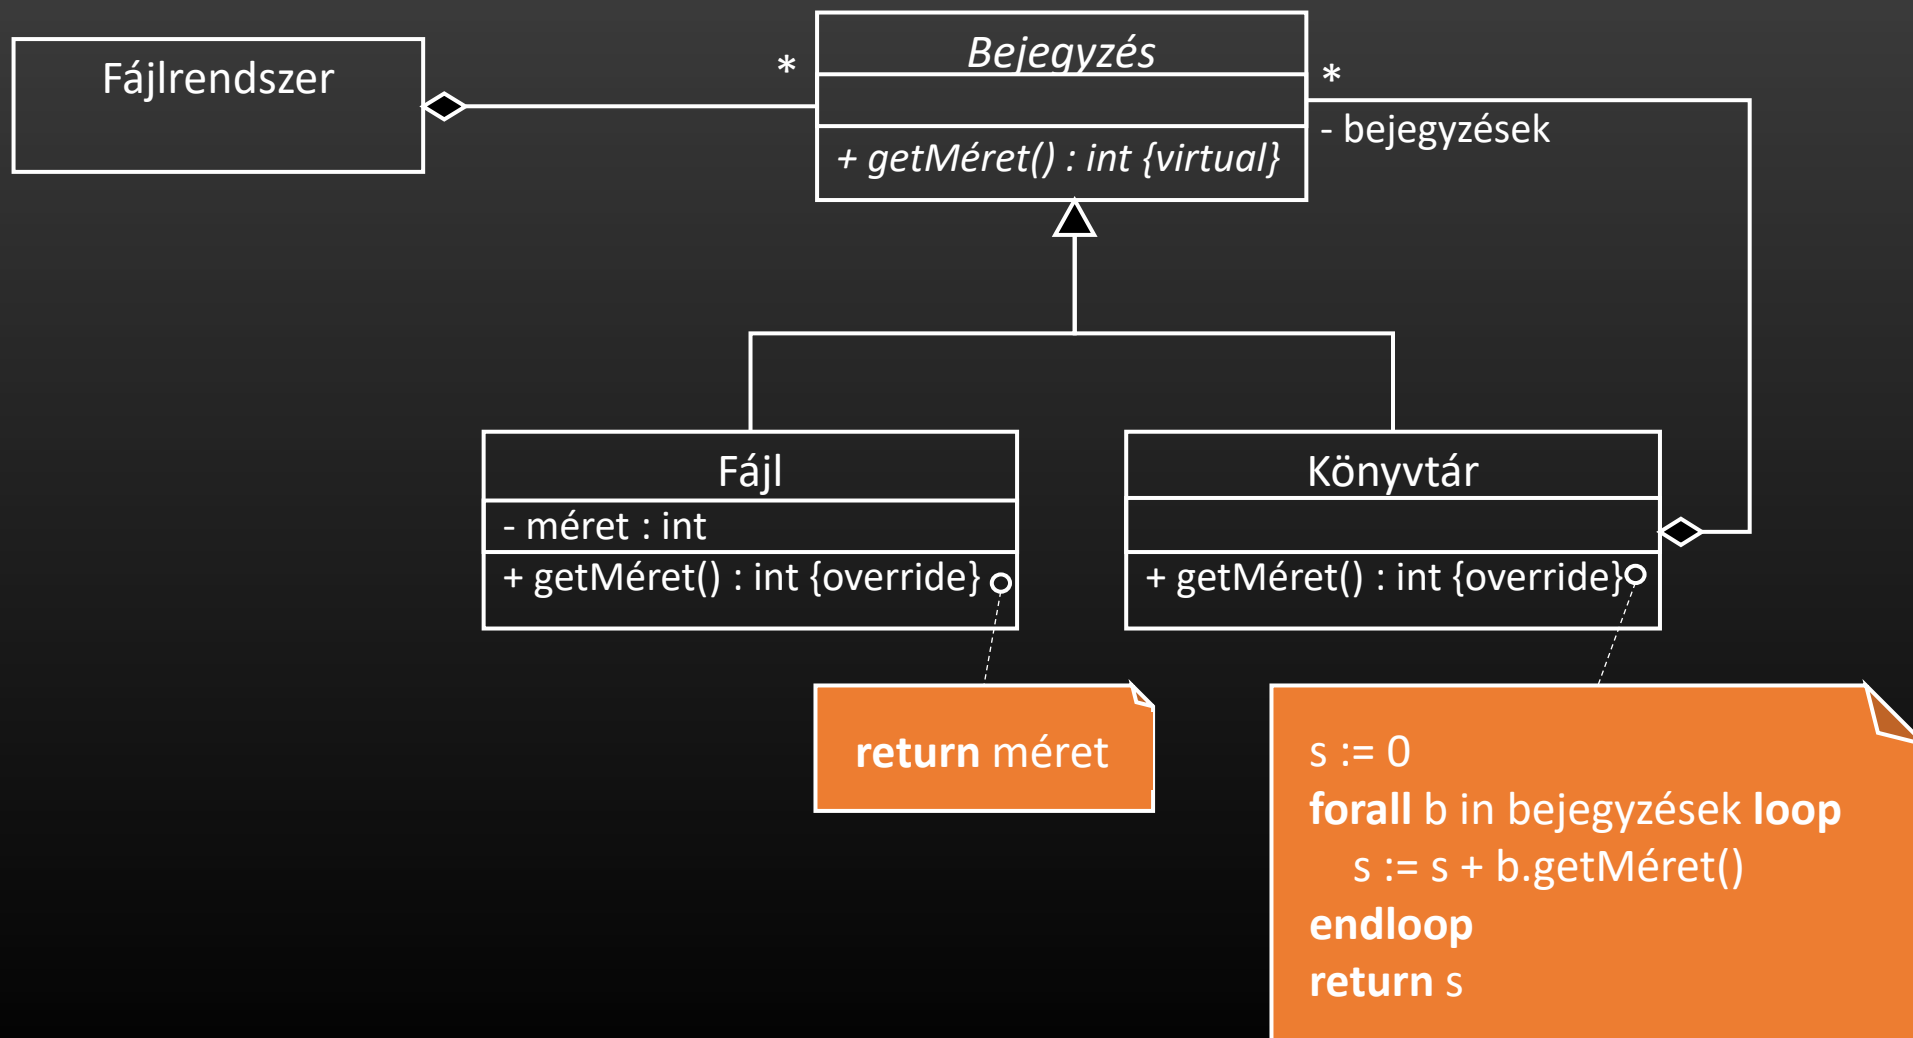 Fájlrendszer
*
Bejegyzés
*
- bejegyzések
+ getMéret() : int {virtual}
Fájl
- méret : int
+ getMéret() : int {override}
Könyvtár
+ getMéret() : int {override}
return méret
s := 0
forall b in bejegyzések loop
s := s + b.getMéret()
endloop
return s